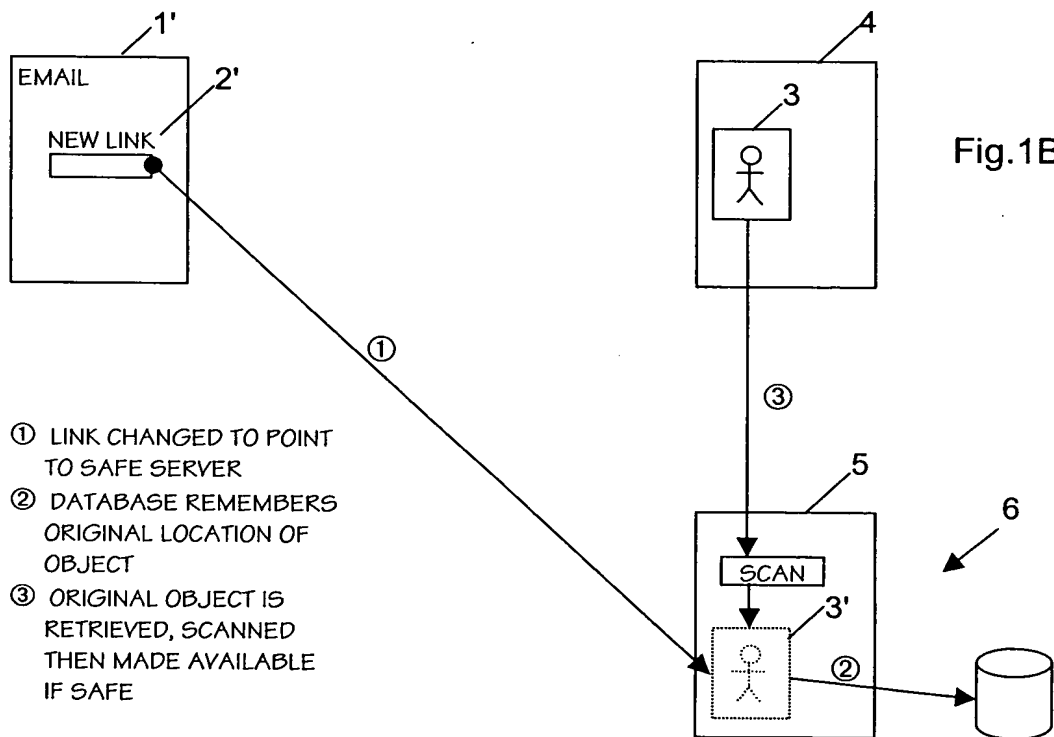 1'
4
EMAIL
2'
3
NEW LINK
Fig.1B
①
③
① LINK CHANGED TO POINT
TO SAFE SERVER
② DATABASE REMEMBERS
ORIGINAL LOCATION OF
OBJECT
③ ORIGINAL OBJECT IS
RETRIEVED, SCANNED
THEN MADE AVAILABLE
IF SAFE
5
6
SCAN
3'
②